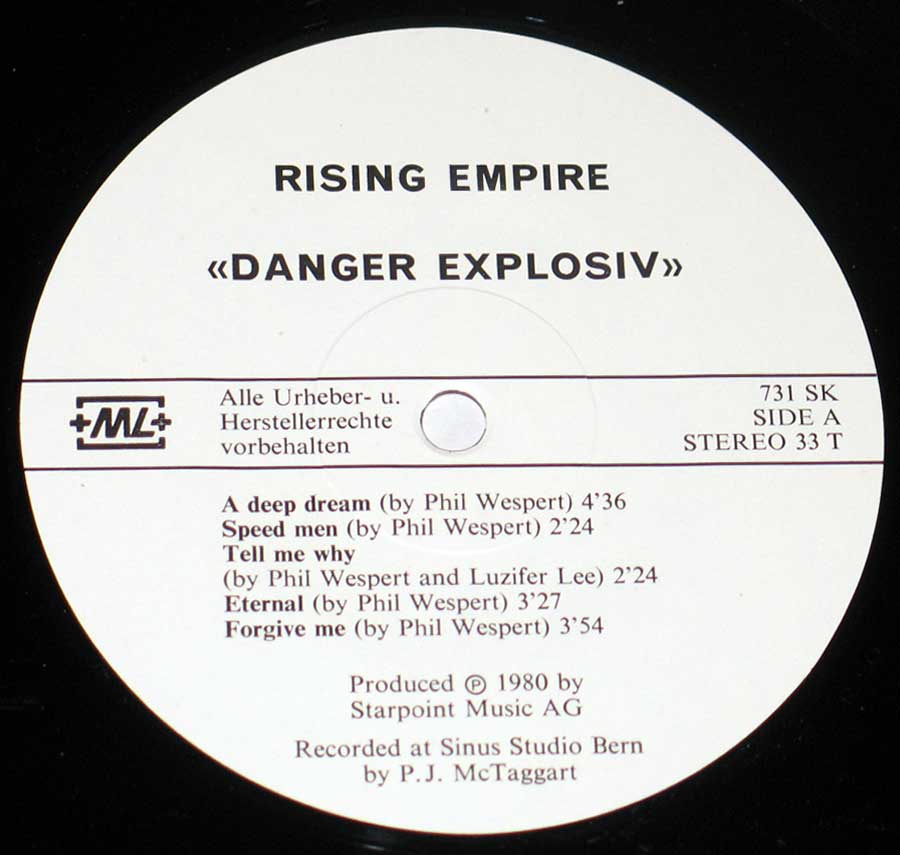 RISING EMPIRE
«DANGER EXPLOSIV»
+ML+
Alle Urheber- u.
Herstellerrechte
vorbehalten
731 SK
SIDE A
STEREO 33 T
A deep dream (by Phil Wespert) 4'36
Speed men (by Phil Wespert) 2'24
Tell me why
(by Phil Wespert and Luzifer Lee) 2'24
Eternal (by Phil Wespert) 3'27
Forgive me (by Phil Wespert) 3'54
Produced ℗ 1980 by
Starpoint Music AG
Recorded at Sinus Studio Bern
by P.J. McTaggart